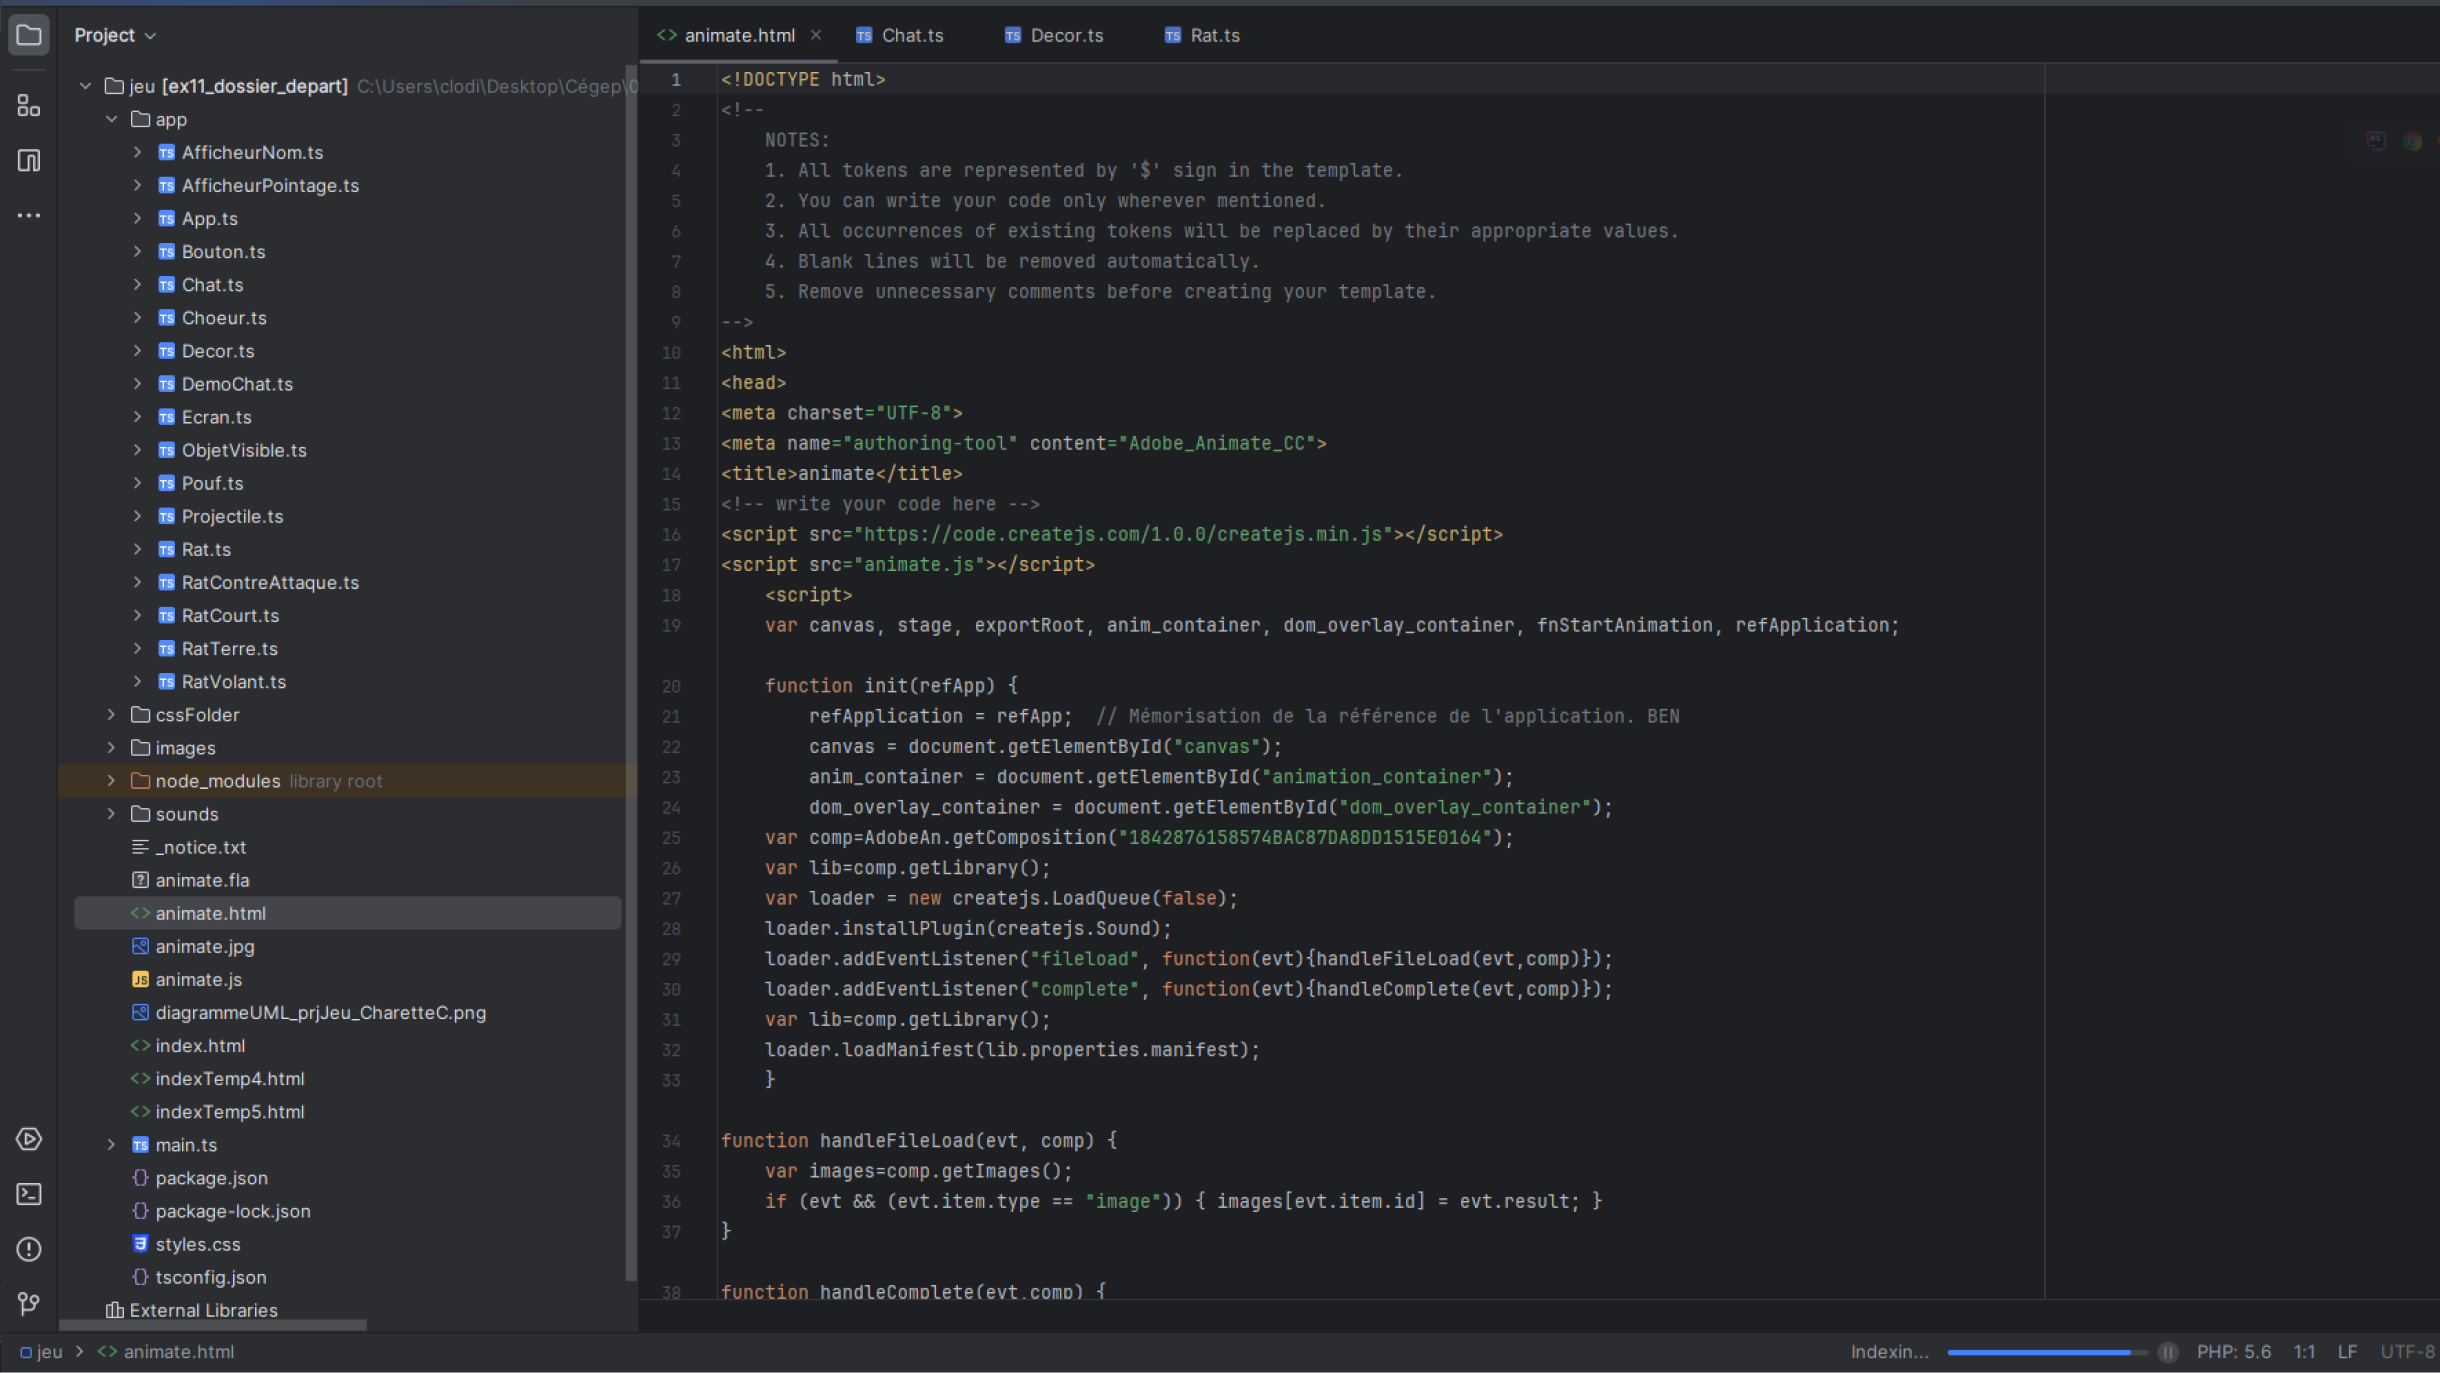 Project
jeu [ex11_dossier_depart] C:\Users\clodi\Desktop\Cégep\0
app
AfficheurNom.ts
AfficheurPointage.ts
App.ts
Bouton.ts
Chat.ts
Choeur.ts
Decor.ts
DemoChat.ts
Ecran.ts
ObjetVisible.ts
Pouf.ts
Projectile.ts
Rat.ts
RatContreAttaque.ts
RatCourt.ts
RatTerre.ts
RatVolant.ts
cssFolder
images
node_modules library root
sounds
_notice.txt
animate.fla
animate.html
animate.jpg
animate.js
diagrammeUML_prjJeu_CharetteC.png
index.html
indexTemp4.html
indexTemp5.html
main.ts
package.json
package-lock.json
styles.css
tsconfig.json
External Libraries
animate.html Chat.ts Decor.ts Rat.ts
1 <!DOCTYPE html>
2 <!--
3     NOTES:
4     1. All tokens are represented by '$' sign in the template.
5     2. You can write your code only wherever mentioned.
6     3. All occurrences of existing tokens will be replaced by their appropriate values.
7     4. Blank lines will be removed automatically.
8     5. Remove unnecessary comments before creating your template.
9 -->
10 <html>
11 <head>
12 <meta charset="UTF-8">
13 <meta name="authoring-tool" content="Adobe_Animate_CC">
14 <title>animate</title>
15 <!-- write your code here -->
16 <script src="https://code.createjs.com/1.0.0/createjs.min.js"></script>
17 <script src="animate.js"></script>
18     <script>
19     var canvas, stage, exportRoot, anim_container, dom_overlay_container, fnStartAnimation, refApplication;
20     function init(refApp) {
21         refApplication = refApp;  // Mémorisation de la référence de l'application. BEN
22         canvas = document.getElementById("canvas");
23         anim_container = document.getElementById("animation_container");
24         dom_overlay_container = document.getElementById("dom_overlay_container");
25     var comp=AdobeAn.getComposition("1842876158574BAC87DA8DD1515E0164");
26     var lib=comp.getLibrary();
27     var loader = new createjs.LoadQueue(false);
28     loader.installPlugin(createjs.Sound);
29     loader.addEventListener("fileload", function(evt){handleFileLoad(evt,comp)});
30     loader.addEventListener("complete", function(evt){handleComplete(evt,comp)});
31     var lib=comp.getLibrary();
32     loader.loadManifest(lib.properties.manifest);
33     }
34 function handleFileLoad(evt, comp) {
35     var images=comp.getImages();
36     if (evt && (evt.item.type == "image")) { images[evt.item.id] = evt.result; }
37 }
38 function handleComplete(evt,comp) {
jeu > animate.html
Indexin... PHP: 5.6 1:1 LF UTF-8